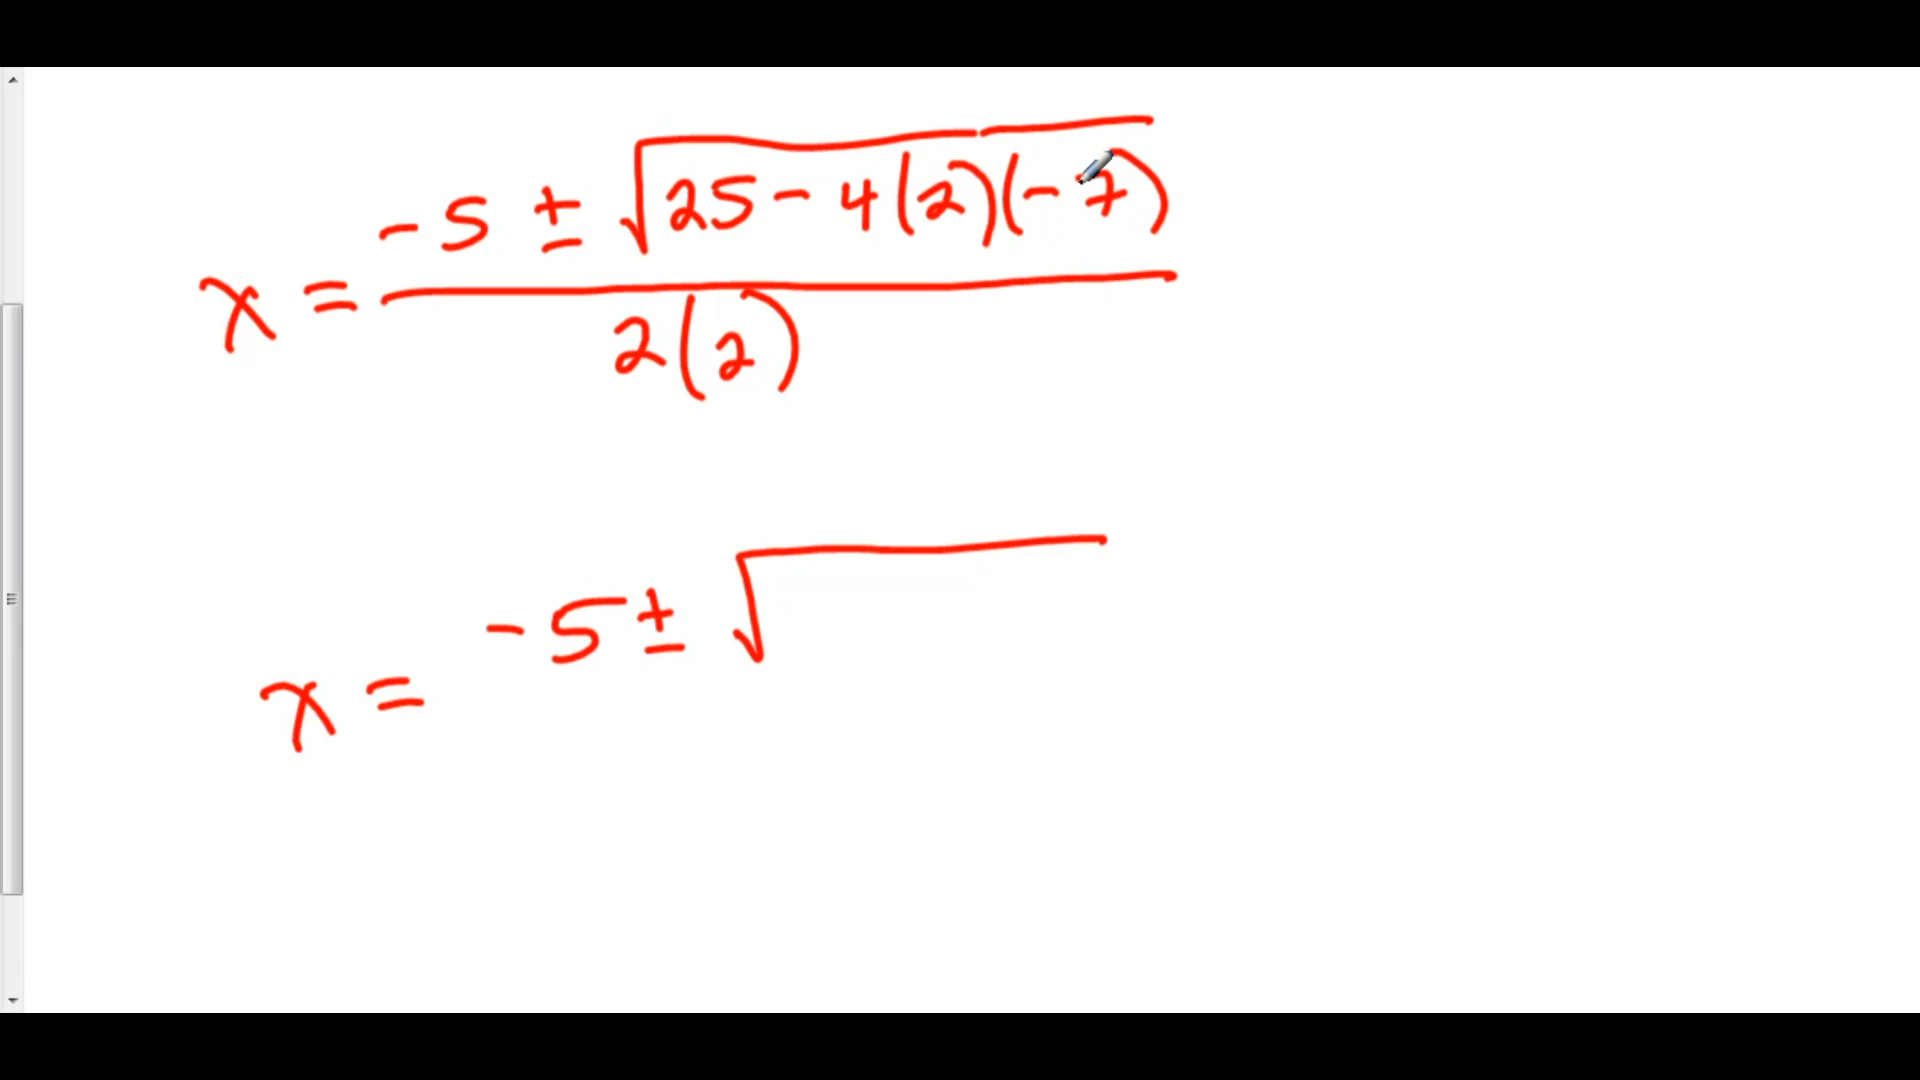 x = -5 ± √25 - 4(2)(-7)
2(2)
x = -5 ± √